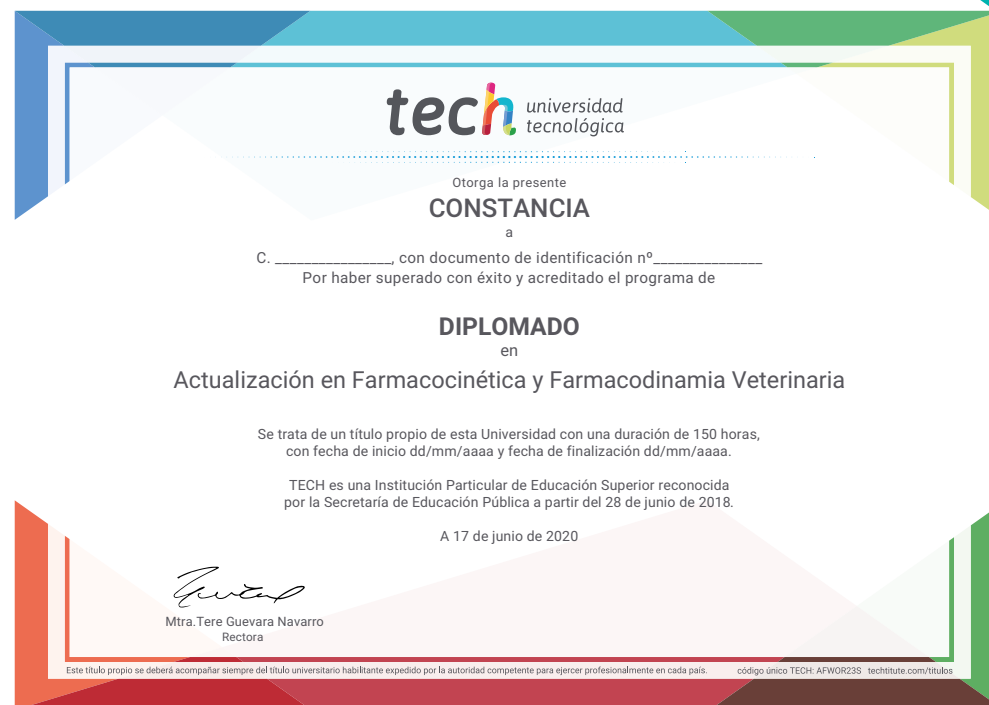 tech universidad
tecnológica
Otorga la presente
CONSTANCIA
a
C. ________________, con documento de identificación nº_______________
Por haber superado con éxito y acreditado el programa de
DIPLOMADO
en
Actualización en Farmacocinética y Farmacodinamia Veterinaria
Se trata de un título propio de esta Universidad con una duración de 150 horas,
con fecha de inicio dd/mm/aaaa y fecha de finalización dd/mm/aaaa.
TECH es una Institución Particular de Educación Superior reconocida
por la Secretaría de Educación Pública a partir del 28 de junio de 2018.
A 17 de junio de 2020
Mtra.Tere Guevara Navarro
Rectora
Este título propio se deberá acompañar siempre del título universitario habilitante expedido por la autoridad competente para ejercer profesionalmente en cada país. código único TECH: AFWOR23S techtitute.com/titulos